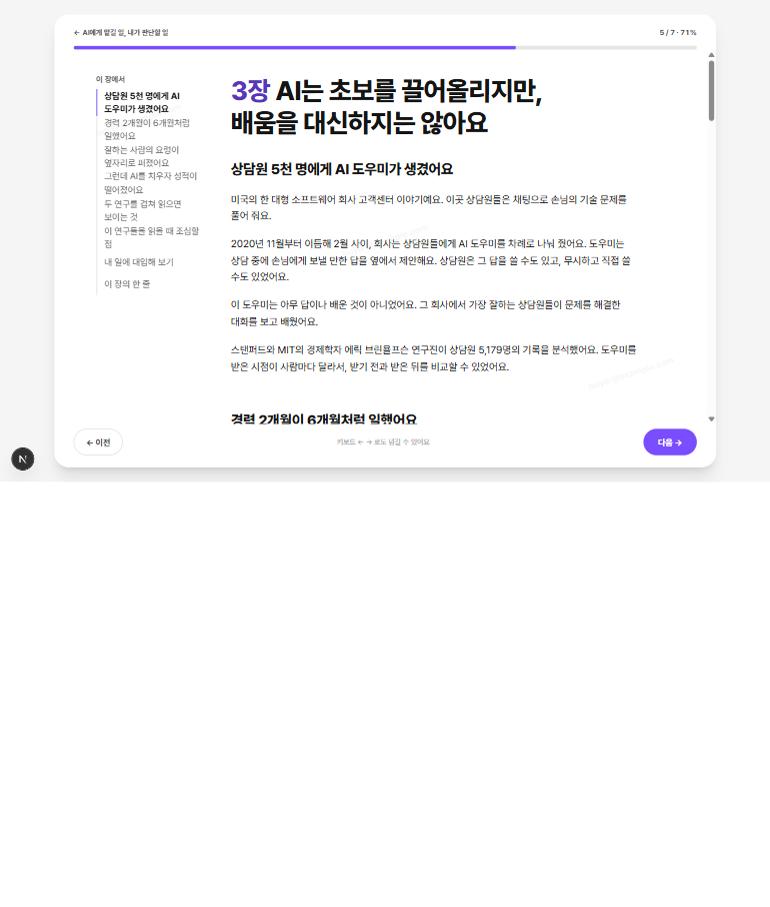 ← AI에게 맡길 일, 내가 판단할 일
5 / 7 · 71%
이 장에서
상담원 5천 명에게 AI
도우미가 생겼어요
경력 2개월이 6개월처럼
일했어요
잘하는 사람의 요령이
옆자리로 퍼졌어요
그런데 AI를 치우자 성적이
떨어졌어요
두 연구를 겹쳐 읽으면
보이는 것
이 연구들을 읽을 때 조심할
점
내 일에 대입해 보기
이 장의 한 줄
3장 AI는 초보를 끌어올리지만,
배움을 대신하지는 않아요
상담원 5천 명에게 AI 도우미가 생겼어요
미국의 한 대형 소프트웨어 회사 고객센터 이야기예요. 이곳 상담원들은 채팅으로 손님의 기술 문제를
풀어 줘요.
2020년 11월부터 이듬해 2월 사이, 회사는 상담원들에게 AI 도우미를 차례로 나눠 줬어요. 도우미는
상담 중에 손님에게 보낼 만한 답을 옆에서 제안해요. 상담원은 그 답을 쓸 수도 있고, 무시하고 직접 쓸
수도 있었어요.
이 도우미는 아무 답이나 배운 것이 아니었어요. 그 회사에서 가장 잘하는 상담원들이 문제를 해결한
대화를 보고 배웠어요.
스탠퍼드와 MIT의 경제학자 에릭 브린욜프슨 연구진이 상담원 5,179명의 기록을 분석했어요. 도우미를
받은 시점이 사람마다 달라서, 받기 전과 받은 뒤를 비교할 수 있었어요.
경력 2개월이 6개월처럼 일했어요
← 이전
키보드 ← → 로도 넘길 수 있어요
다음 →
N